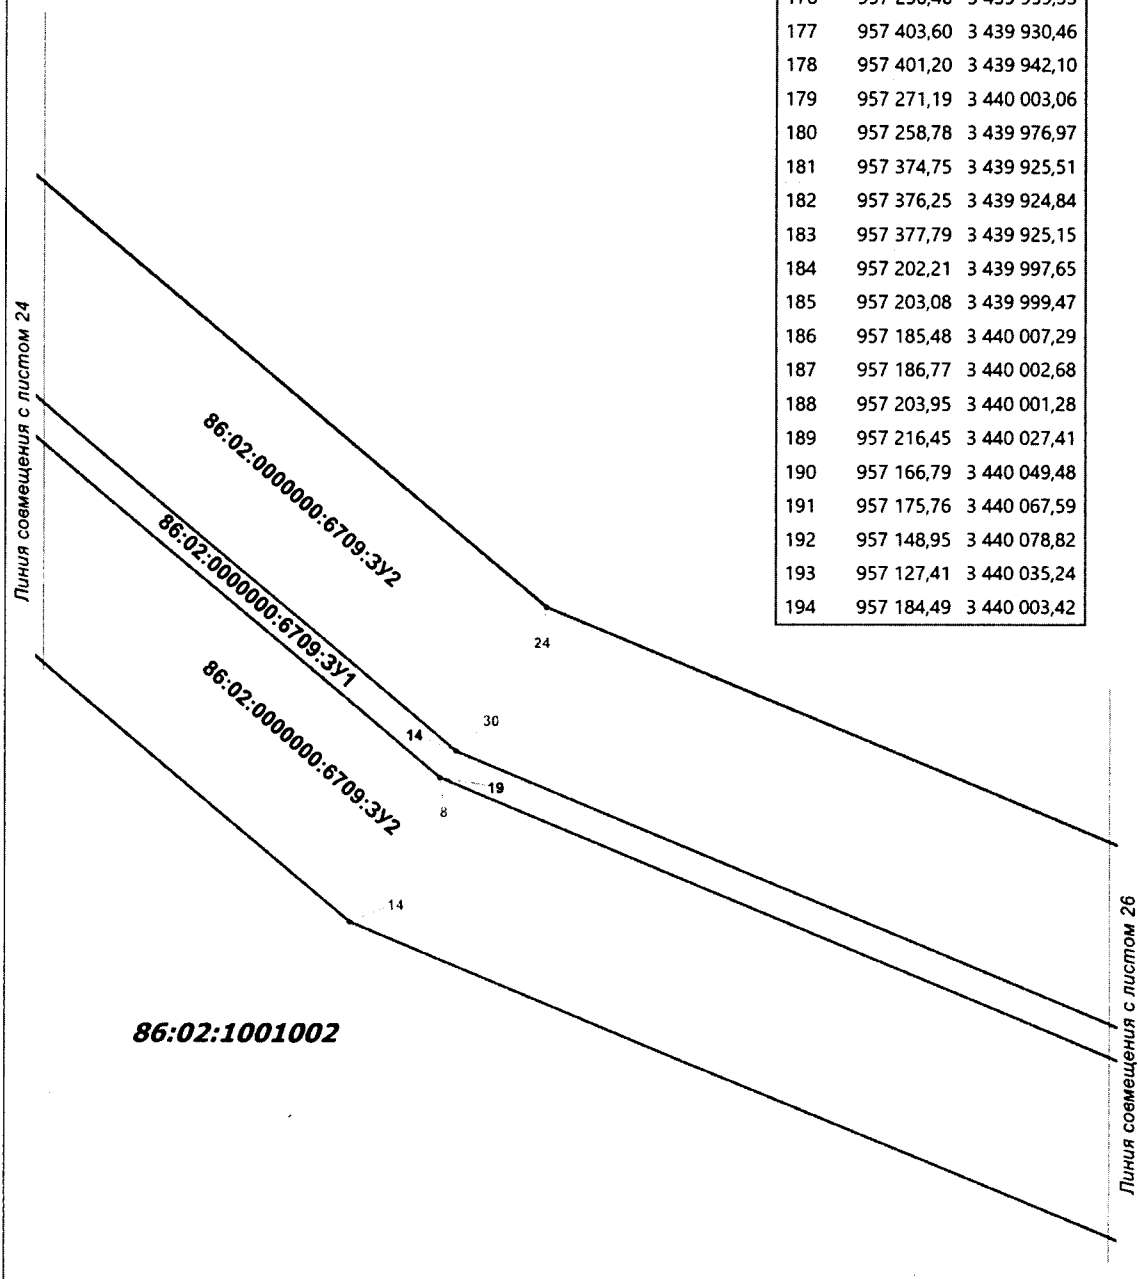 177 957 403,60 3 439 930,46
178 957 401,20 3 439 942,10
179 957 271,19 3 440 003,06
180 957 258,78 3 439 976,97
181 957 374,75 3 439 925,51
182 957 376,25 3 439 924,84
183 957 377,79 3 439 925,15
184 957 202,21 3 439 997,65
185 957 203,08 3 439 999,47
186 957 185,48 3 440 007,29
187 957 186,77 3 440 002,68
188 957 203,95 3 440 001,28
189 957 216,45 3 440 027,41
190 957 166,79 3 440 049,48
191 957 175,76 3 440 067,59
192 957 148,95 3 440 078,82
193 957 127,41 3 440 035,24
194 957 184,49 3 440 003,42
Линия совмещения с листом 24
86:02:0000000:6709:ЗУ2
86:02:0000000:6709:ЗУ1
86:02:0000000:6709:ЗУ2
24
30
14
19
8
14
86:02:1001002
Линия совмещения с листом 26